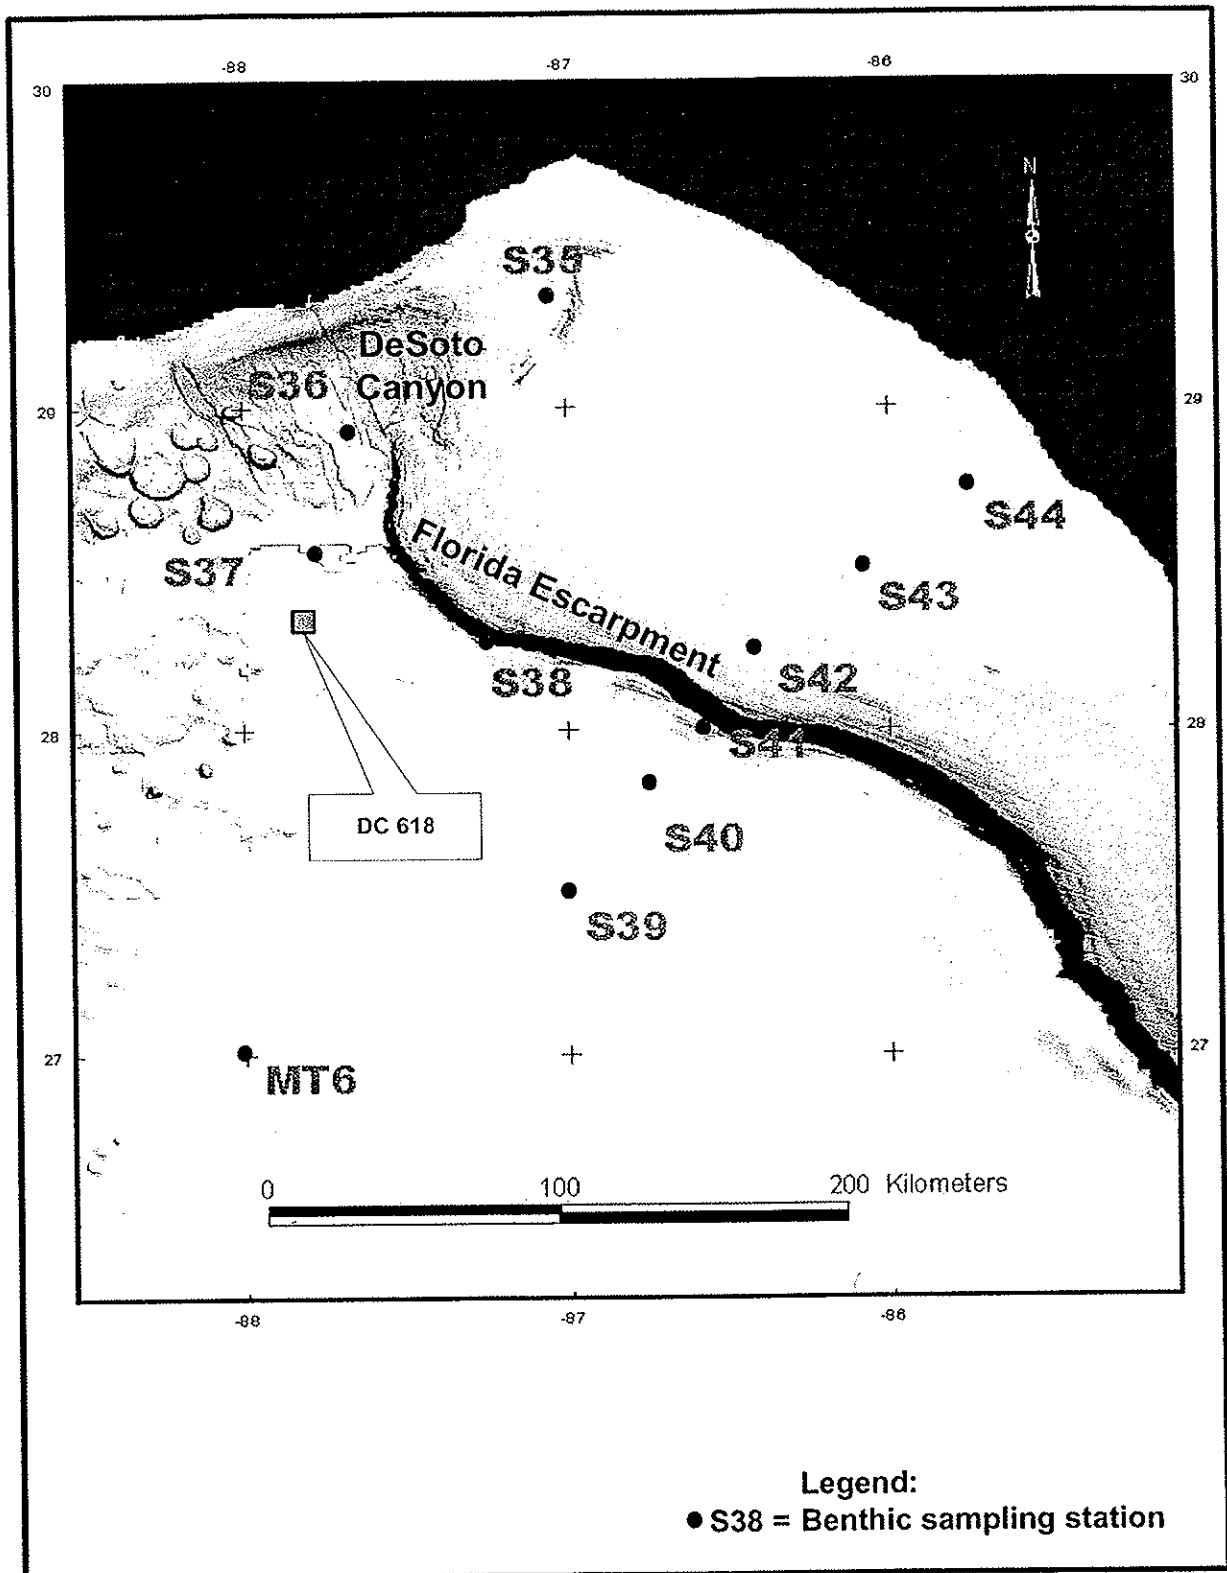 -88 -87 -86
30 30
N
S35
DeSoto
S36 Canyon
29 29
S44
S37
Florida Escarpment
S43
S38
S42
28 28
S41
DC 618
S40
S39
27 27
MT6
0 100 200 Kilometers
-88 -87 -86
Legend:
S38 = Benthic sampling station